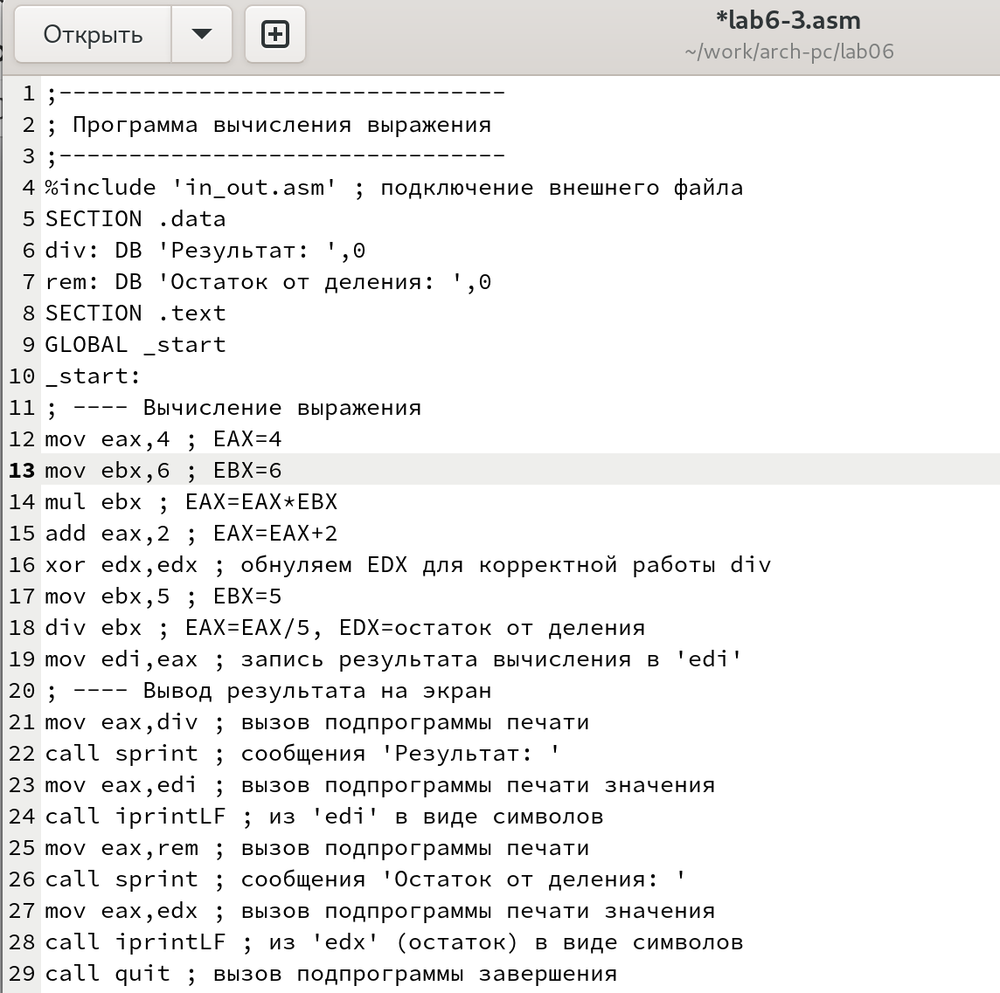 Открыть
*lab6-3.asm
~/work/arch-pc/lab06
1 ;--------------------------------
2 ; Программа вычисления выражения
3 ;--------------------------------
4 %include 'in_out.asm' ; подключение внешнего файла
5 SECTION .data
6 div: DB 'Результат: ',0
7 rem: DB 'Остаток от деления: ',0
8 SECTION .text
9 GLOBAL _start
10 _start:
11 ; ---- Вычисление выражения
12 mov eax,4 ; EAX=4
13 mov ebx,6 ; EBX=6
14 mul ebx ; EAX=EAX*EBX
15 add eax,2 ; EAX=EAX+2
16 xor edx,edx ; обнуляем EDX для корректной работы div
17 mov ebx,5 ; EBX=5
18 div ebx ; EAX=EAX/5, EDX=остаток от деления
19 mov edi,eax ; запись результата вычисления в 'edi'
20 ; ---- Вывод результата на экран
21 mov eax,div ; вызов подпрограммы печати
22 call sprint ; сообщения 'Результат: '
23 mov eax,edi ; вызов подпрограммы печати значения
24 call iprintLF ; из 'edi' в виде символов
25 mov eax,rem ; вызов подпрограммы печати
26 call sprint ; сообщения 'Остаток от деления: '
27 mov eax,edx ; вызов подпрограммы печати значения
28 call iprintLF ; из 'edx' (остаток) в виде символов
29 call quit ; вызов подпрограммы завершения